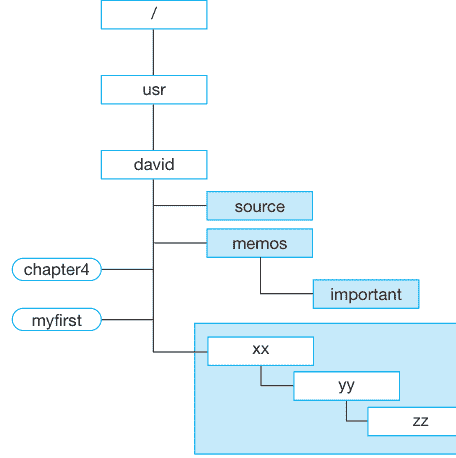 /
usr
david
source
memos
chapter4
important
myfirst
xx
yy
zz